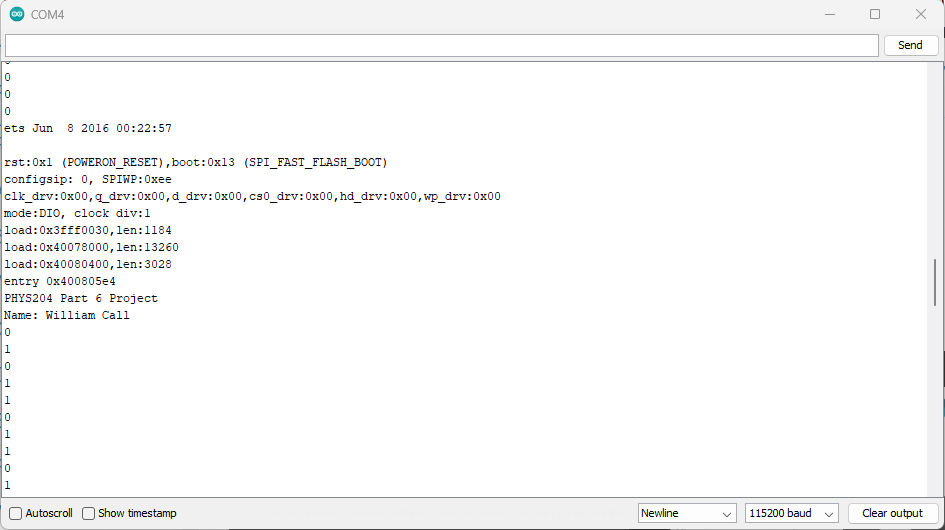 COM4
Send
0
0
0
ets Jun  8 2016 00:22:57
rst:0x1 (POWERON_RESET),boot:0x13 (SPI_FAST_FLASH_BOOT)
configsip: 0, SPIWP:0xee
clk_drv:0x00,q_drv:0x00,d_drv:0x00,cs0_drv:0x00,hd_drv:0x00,wp_drv:0x00
mode:DIO, clock div:1
load:0x3fff0030,len:1184
load:0x40078000,len:13260
load:0x40080400,len:3028
entry 0x400805e4
PHYS204 Part 6 Project
Name: William Call
0
1
0
1
1
0
1
1
0
1
Autoscroll Show timestamp Newline 115200 baud Clear output